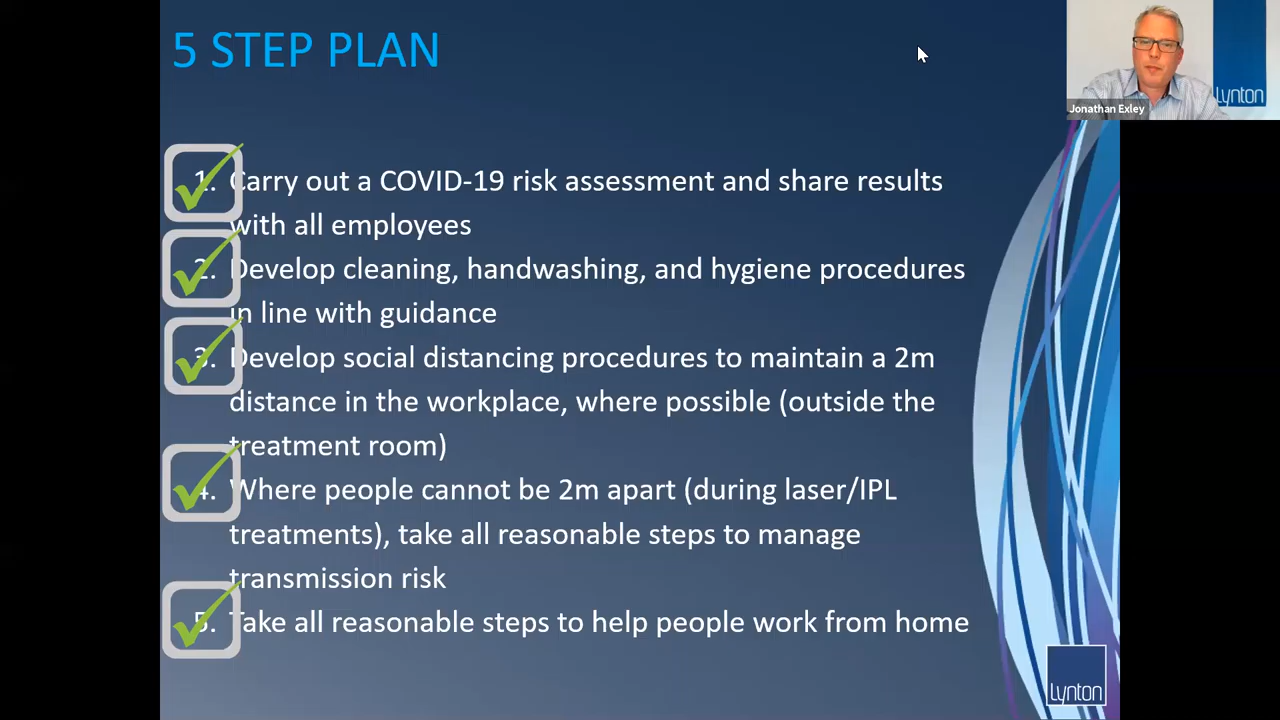 5 STEP PLAN
Jonathan Exley
Lynton
1. Carry out a COVID-19 risk assessment and share results
with all employees
2. Develop cleaning, handwashing, and hygiene procedures
in line with guidance
3. Develop social distancing procedures to maintain a 2m
distance in the workplace, where possible (outside the
treatment room)
4. Where people cannot be 2m apart (during laser/IPL
treatments), take all reasonable steps to manage
transmission risk
5. Take all reasonable steps to help people work from home
Lynton